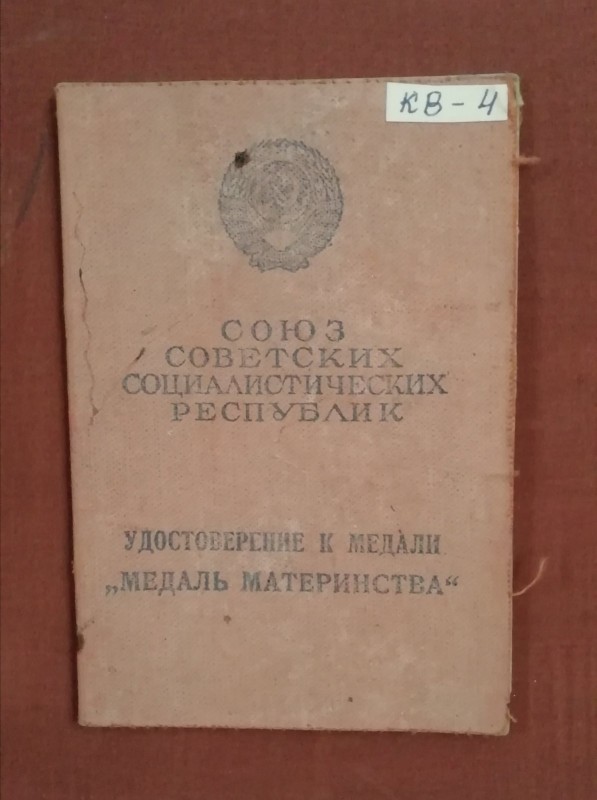 КВ - 4
СОЮЗ
СОВЕТСКИХ
СОЦИАЛИСТИЧЕСКИХ
РЕСПУБЛИК
УДОСТОВЕРЕНИЕ К МЕДАЛИ
„МЕДАЛЬ МАТЕРИНСТВА“